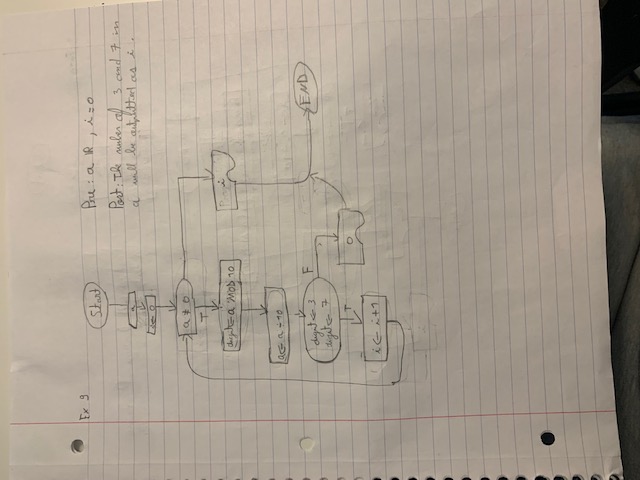 Ex 9
Start
Pre: a ℝ, i=0
Post: The number of 3 and 7 in
a will be outputted as i.
a
i ← 0
a ≠ 0
T
digit ← a MOD 10
i
a ← a ÷ 10
digit ← 3
digit ← 7
F
END
T
0
i ← i+1